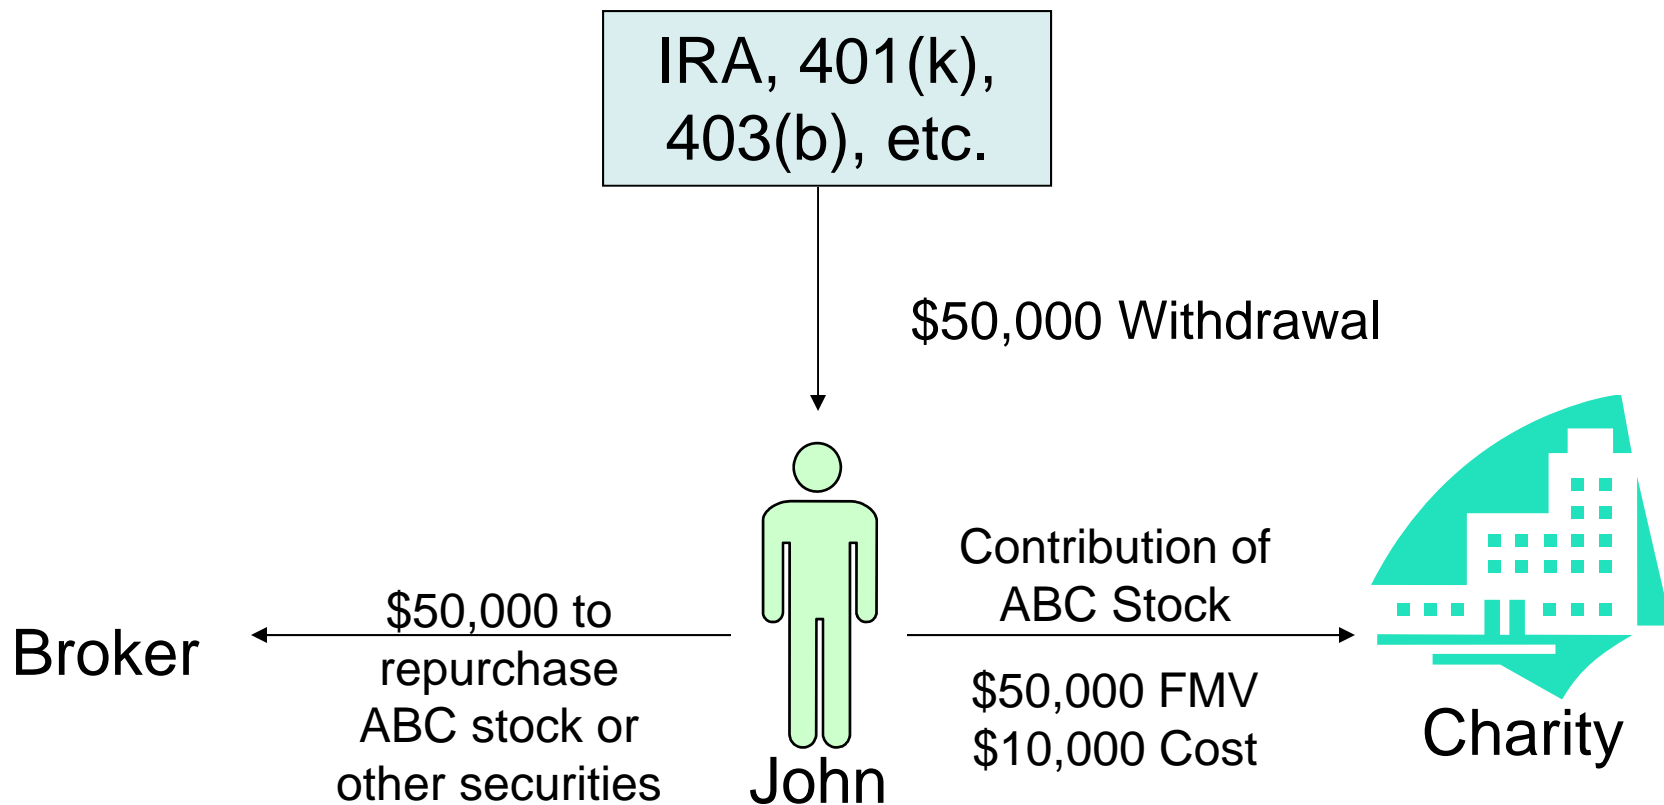 IRA, 401(k),
403(b), etc.
$50,000 Withdrawal
Broker
$50,000 to
repurchase
ABC stock or
other securities
John
Contribution of
ABC Stock
$50,000 FMV
$10,000 Cost
Charity